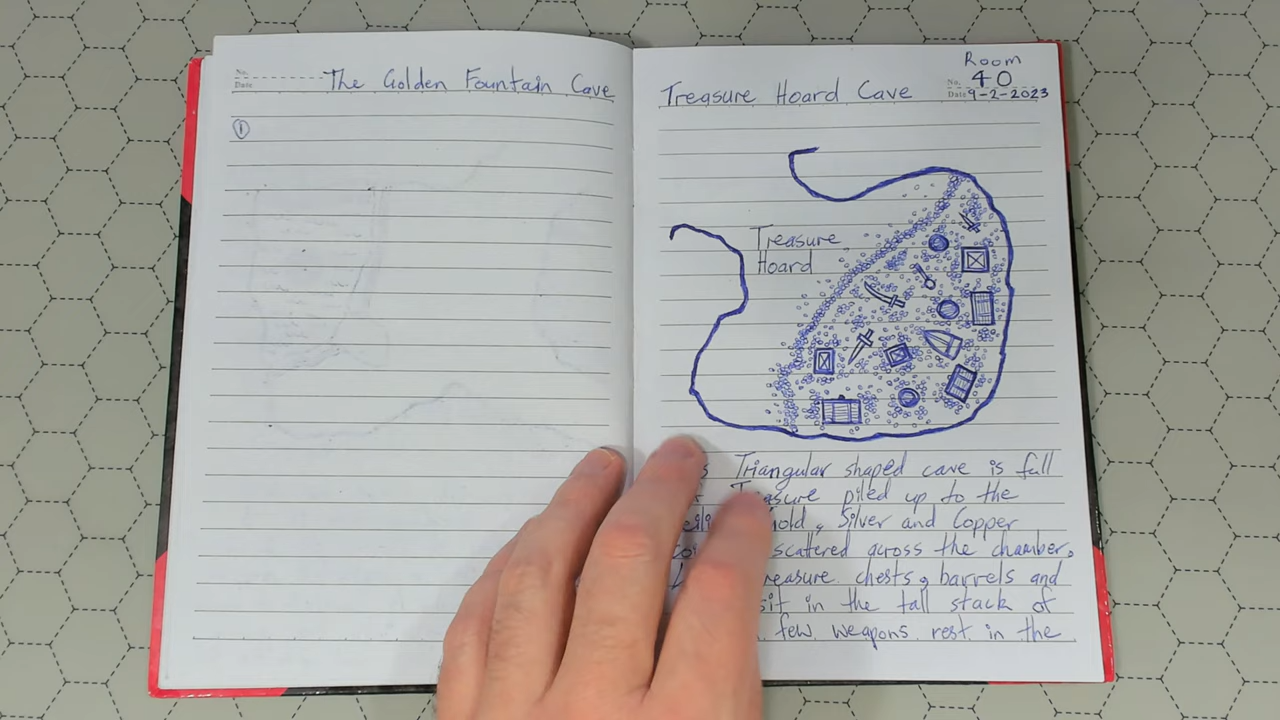 No.
Date
The Golden Fountain Cave
①
Room
No. 40
Date 9-2-2023
Treasure Hoard Cave
Treasure
Hoard
Triangular shaped cave is full
Treasure piled up to the
Silver and Copper
scattered across the chamber.
chests, barrels and
sit in the tall stack of
few weapons rest in the